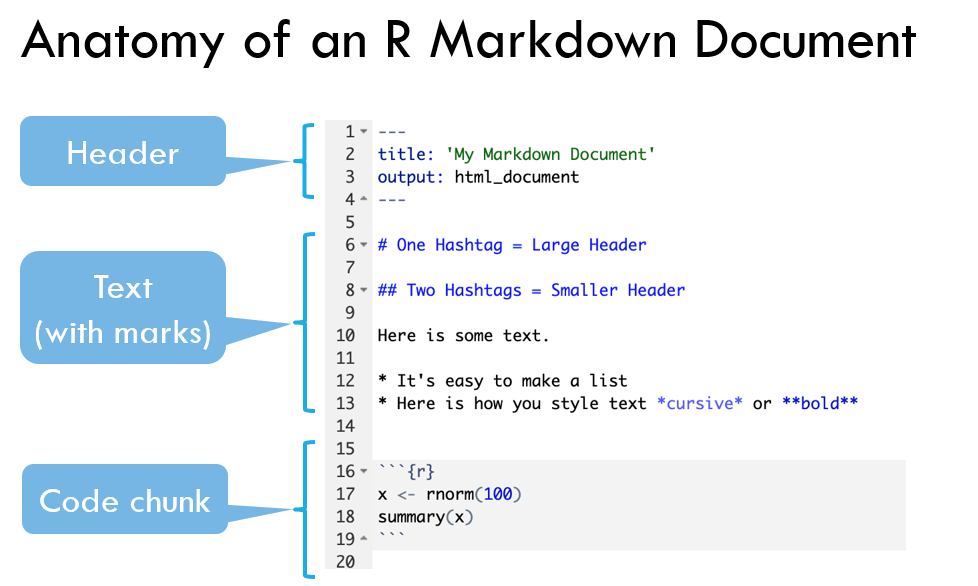 Anatomy of an R Markdown Document
Header
1 ---
2 title: 'My Markdown Document'
3 output: html_document
4 ---
5
Text
(with marks)
6 # One Hashtag = Large Header
7
8 ## Two Hashtags = Smaller Header
9
10 Here is some text.
11
12 * It's easy to make a list
13 * Here is how you style text *cursive* or **bold**
14
15
Code chunk
16 ```{r}
17 x <- rnorm(100)
18 summary(x)
19 ```
20